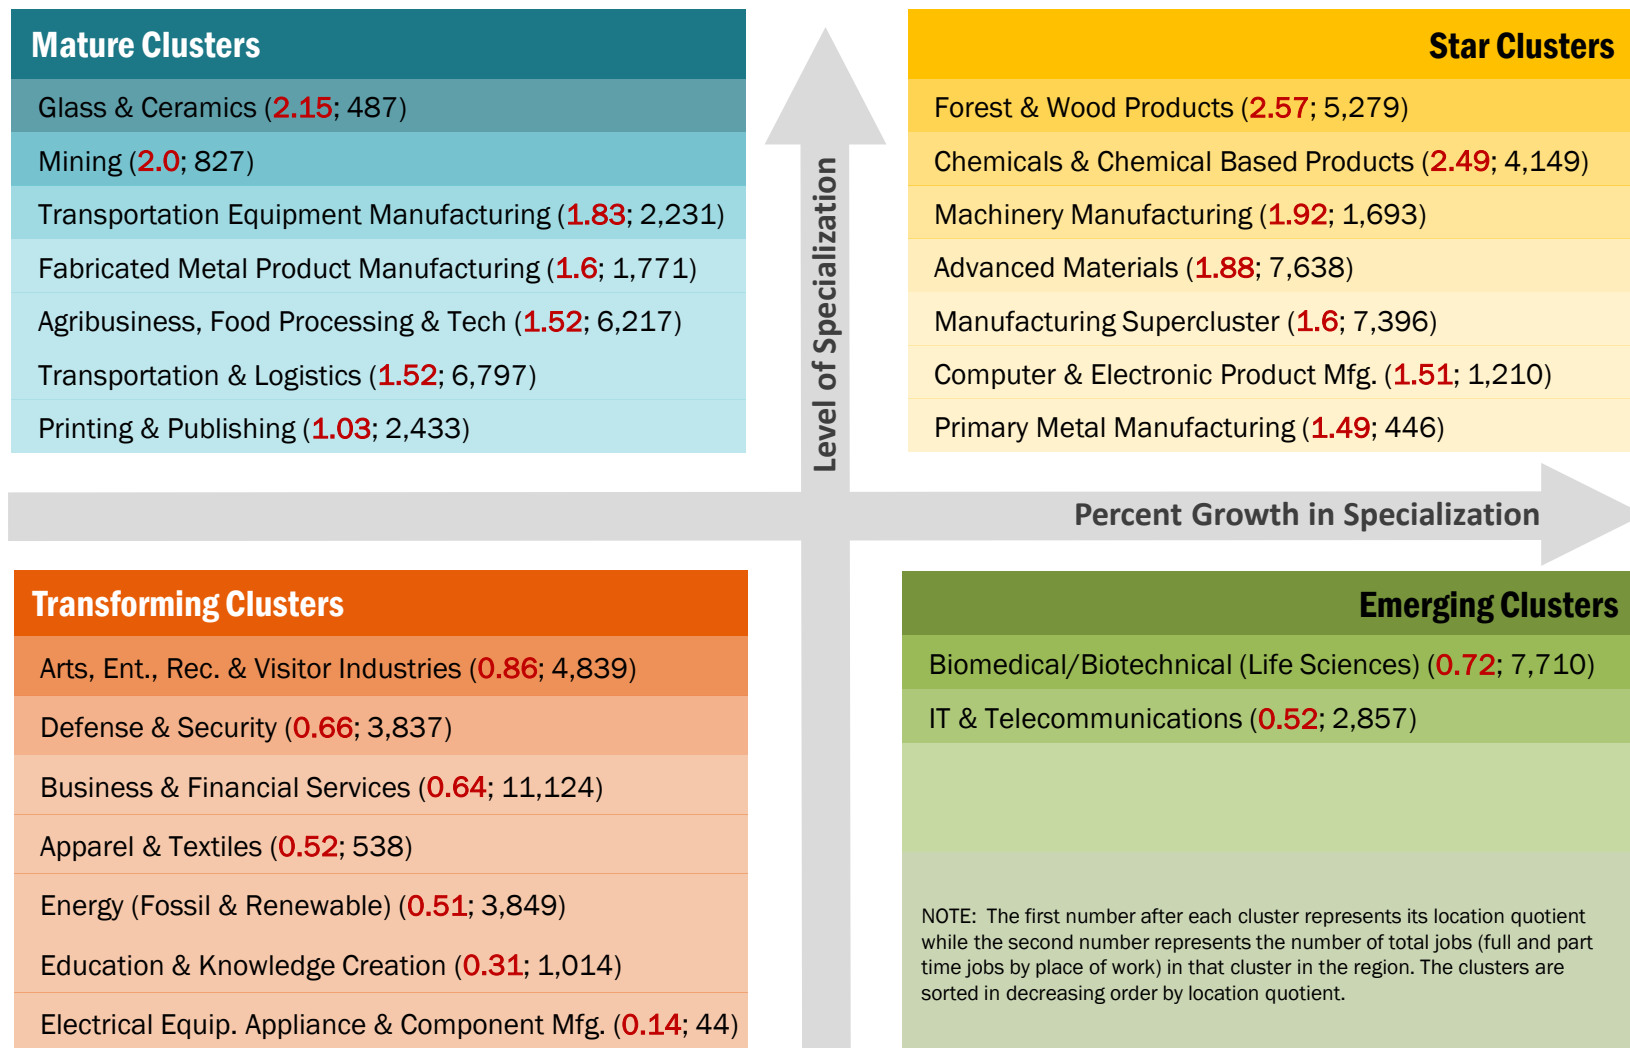 Mature Clusters
Glass & Ceramics (2.15; 487)
Mining (2.0; 827)
Transportation Equipment Manufacturing (1.83; 2,231)
Fabricated Metal Product Manufacturing (1.6; 1,771)
Agribusiness, Food Processing & Tech (1.52; 6,217)
Transportation & Logistics (1.52; 6,797)
Printing & Publishing (1.03; 2,433)
Level of Specialization
Star Clusters
Forest & Wood Products (2.57; 5,279)
Chemicals & Chemical Based Products (2.49; 4,149)
Machinery Manufacturing (1.92; 1,693)
Advanced Materials (1.88; 7,638)
Manufacturing Supercluster (1.6; 7,396)
Computer & Electronic Product Mfg. (1.51; 1,210)
Primary Metal Manufacturing (1.49; 446)
Percent Growth in Specialization
Transforming Clusters
Arts, Ent., Rec. & Visitor Industries (0.86; 4,839)
Defense & Security (0.66; 3,837)
Business & Financial Services (0.64; 11,124)
Apparel & Textiles (0.52; 538)
Energy (Fossil & Renewable) (0.51; 3,849)
Education & Knowledge Creation (0.31; 1,014)
Electrical Equip. Appliance & Component Mfg. (0.14; 44)
Emerging Clusters
Biomedical/Biotechnical (Life Sciences) (0.72; 7,710)
IT & Telecommunications (0.52; 2,857)
NOTE: The first number after each cluster represents its location quotient
while the second number represents the number of total jobs (full and part
time jobs by place of work) in that cluster in the region. The clusters are
sorted in decreasing order by location quotient.